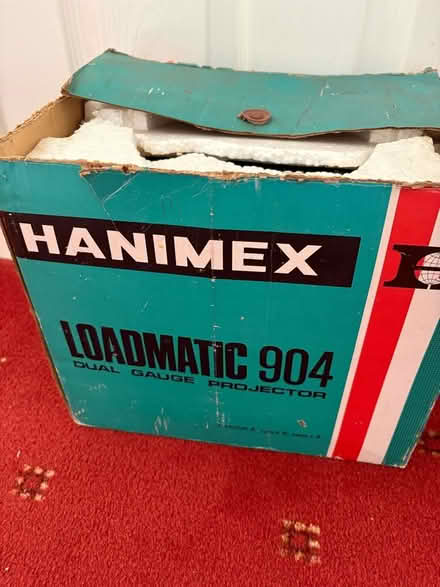 HANIMEX
LOADMATIC 904
DUAL GAUGE PROJECTOR